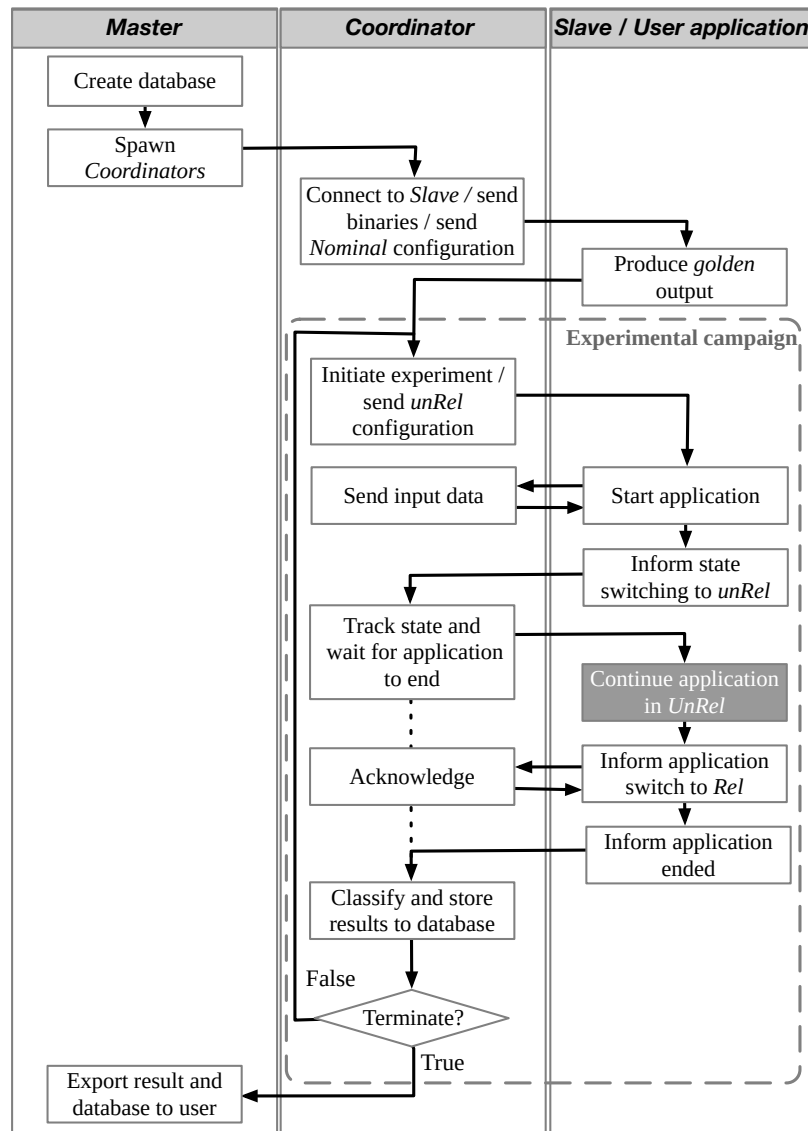 Master
Coordinator
Slave / User application
Create database
Spawn
Coordinators
Connect to Slave / send
binaries / send
Nominal configuration
Produce golden
output
Experimental campaign
Initiate experiment /
send unRel
configuration
Send input data
Start application
Inform state
switching to unRel
Track state and
wait for application
to end
Continue application
in UnRel
Acknowledge
Inform application
switch to Rel
Inform application
ended
Classify and store
results to database
False
Terminate?
True
Export result and
database to user